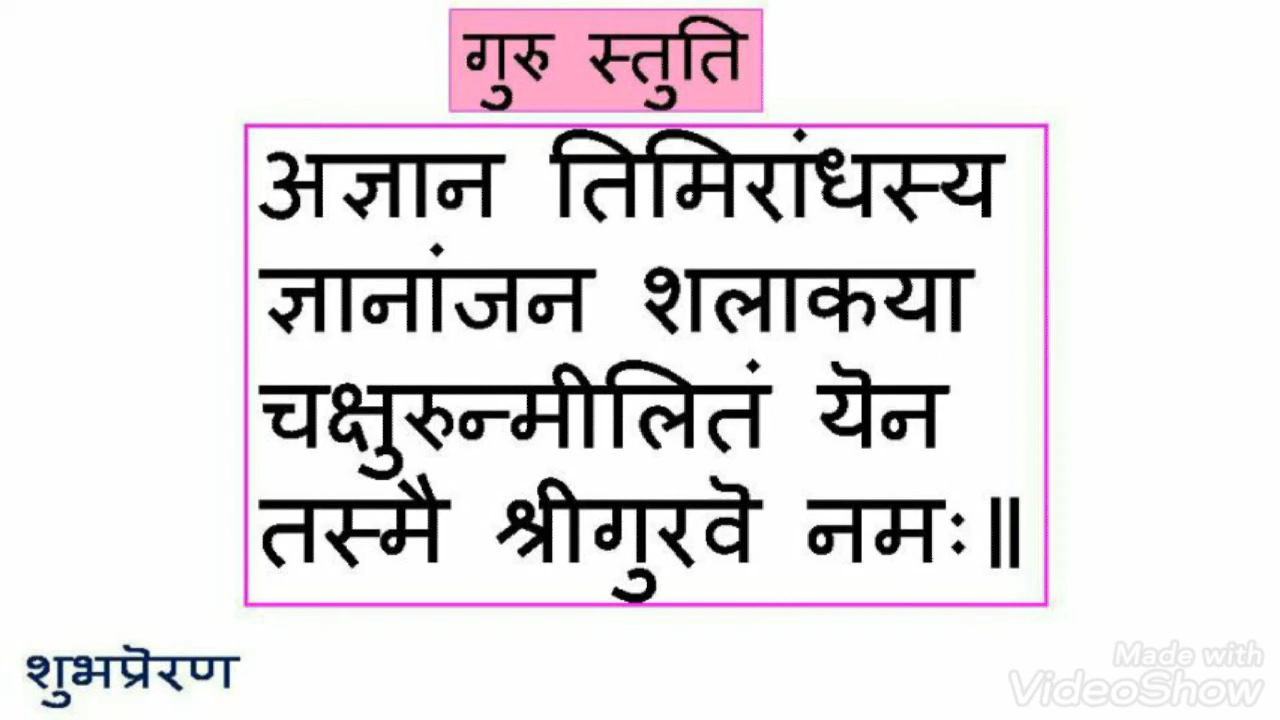 गुरु स्तुति
अज्ञान तिमिरांधस्य
ज्ञानांजन शलाकया
चक्षुरुन्मीलितं यॆन
तस्मै श्रीगुरवॆ नमः॥
शुभप्रॆरण
Made with
VideoShow